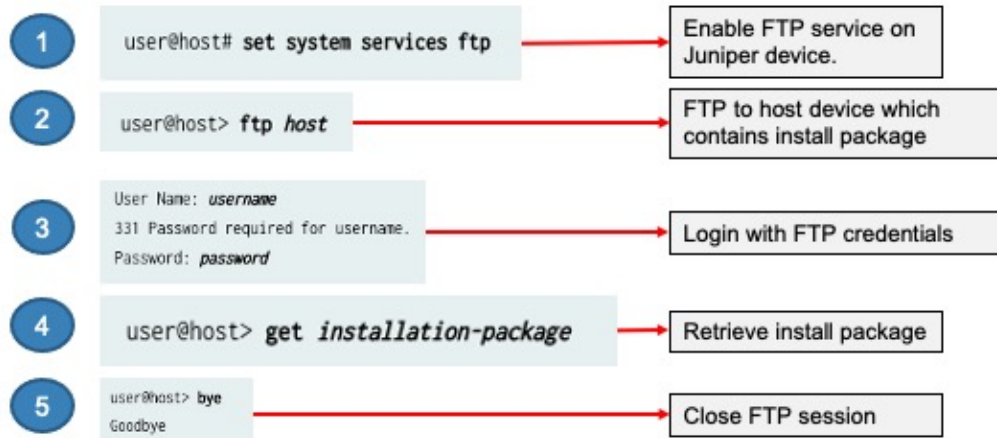 1
user@host# set system services ftp
Enable FTP service on
Juniper device.
2
user@host> ftp host
FTP to host device which
contains install package
3
User Name: username
331 Password required for username.
Password: password
Login with FTP credentials
4
user@host> get installation-package
Retrieve install package
5
user@host> bye
Goodbye
Close FTP session